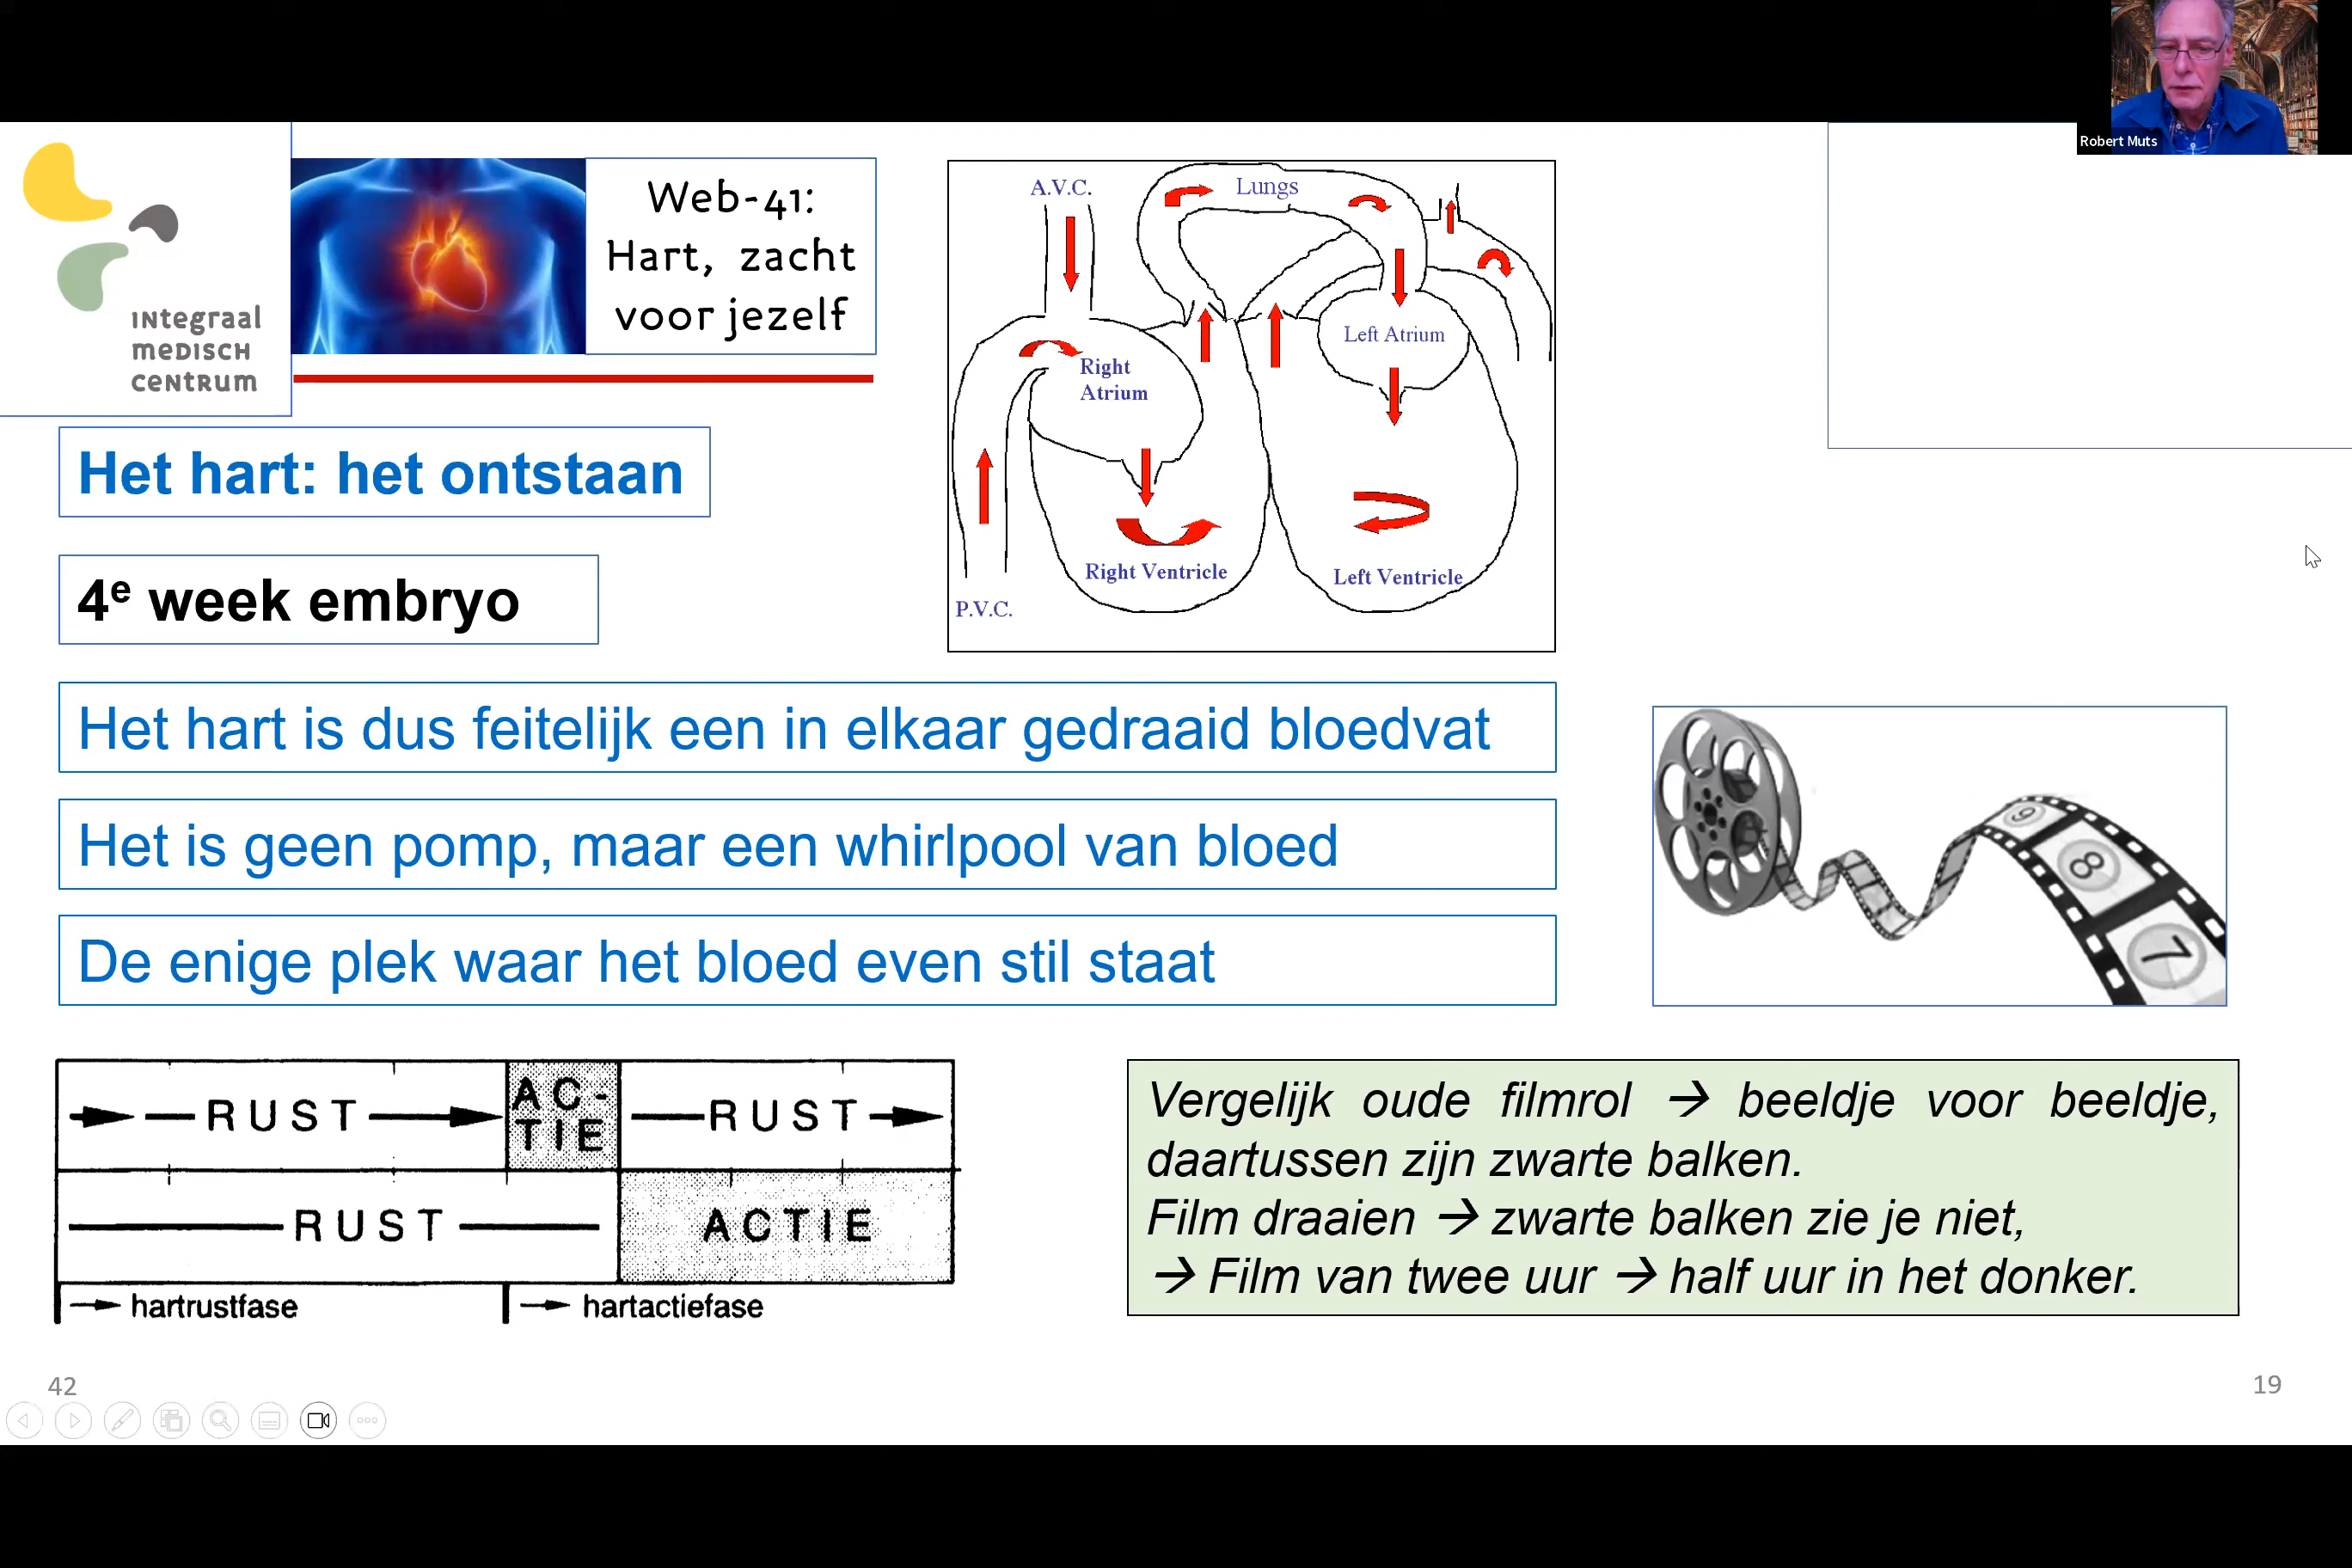 Robert Muts
INtegraal
meDISCH
CeNtRum
Web-41:
Hart, zacht
voor jezelf
A.V.C.
Lungs
Left Atrium
Right
Atrium
Right Ventricle
Left Ventricle
P.V.C.
Het hart: het ontstaan
4e week embryo
Het hart is dus feitelijk een in elkaar gedraaid bloedvat
Het is geen pomp, maar een whirlpool van bloed
De enige plek waar het bloed even stil staat
9
8
7
RUST
AC-
TIE
RUST
RUST
ACTIE
→ hartrustfase
→ hartactiefase
Vergelijk oude filmrol → beeldje voor beeldje,
daartussen zijn zwarte balken.
Film draaien → zwarte balken zie je niet,
→ Film van twee uur → half uur in het donker.
42
19